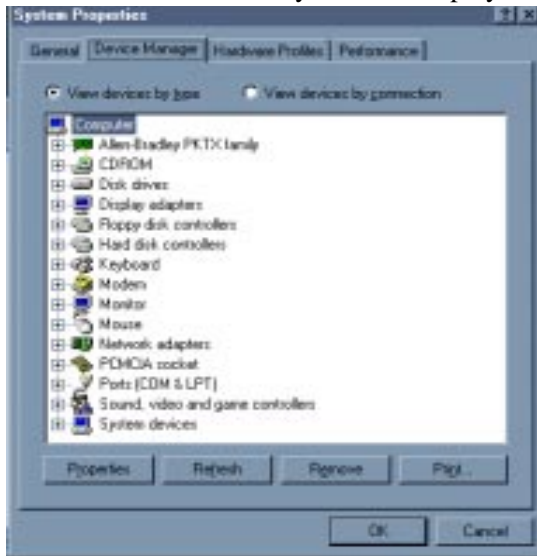 System Properties
General Device Manager Hardware Profiles Performance
View devices by type View devices by connection
Computer
Allen-Bradley PKTX family
CDROM
Disk drives
Display adapters
Floppy disk controllers
Hard disk controllers
Keyboard
Modem
Monitor
Mouse
Network adapters
PCMCIA socket
Ports (COM & LPT)
Sound, video and game controllers
System devices
Properties Refresh Remove Print...
OK Cancel